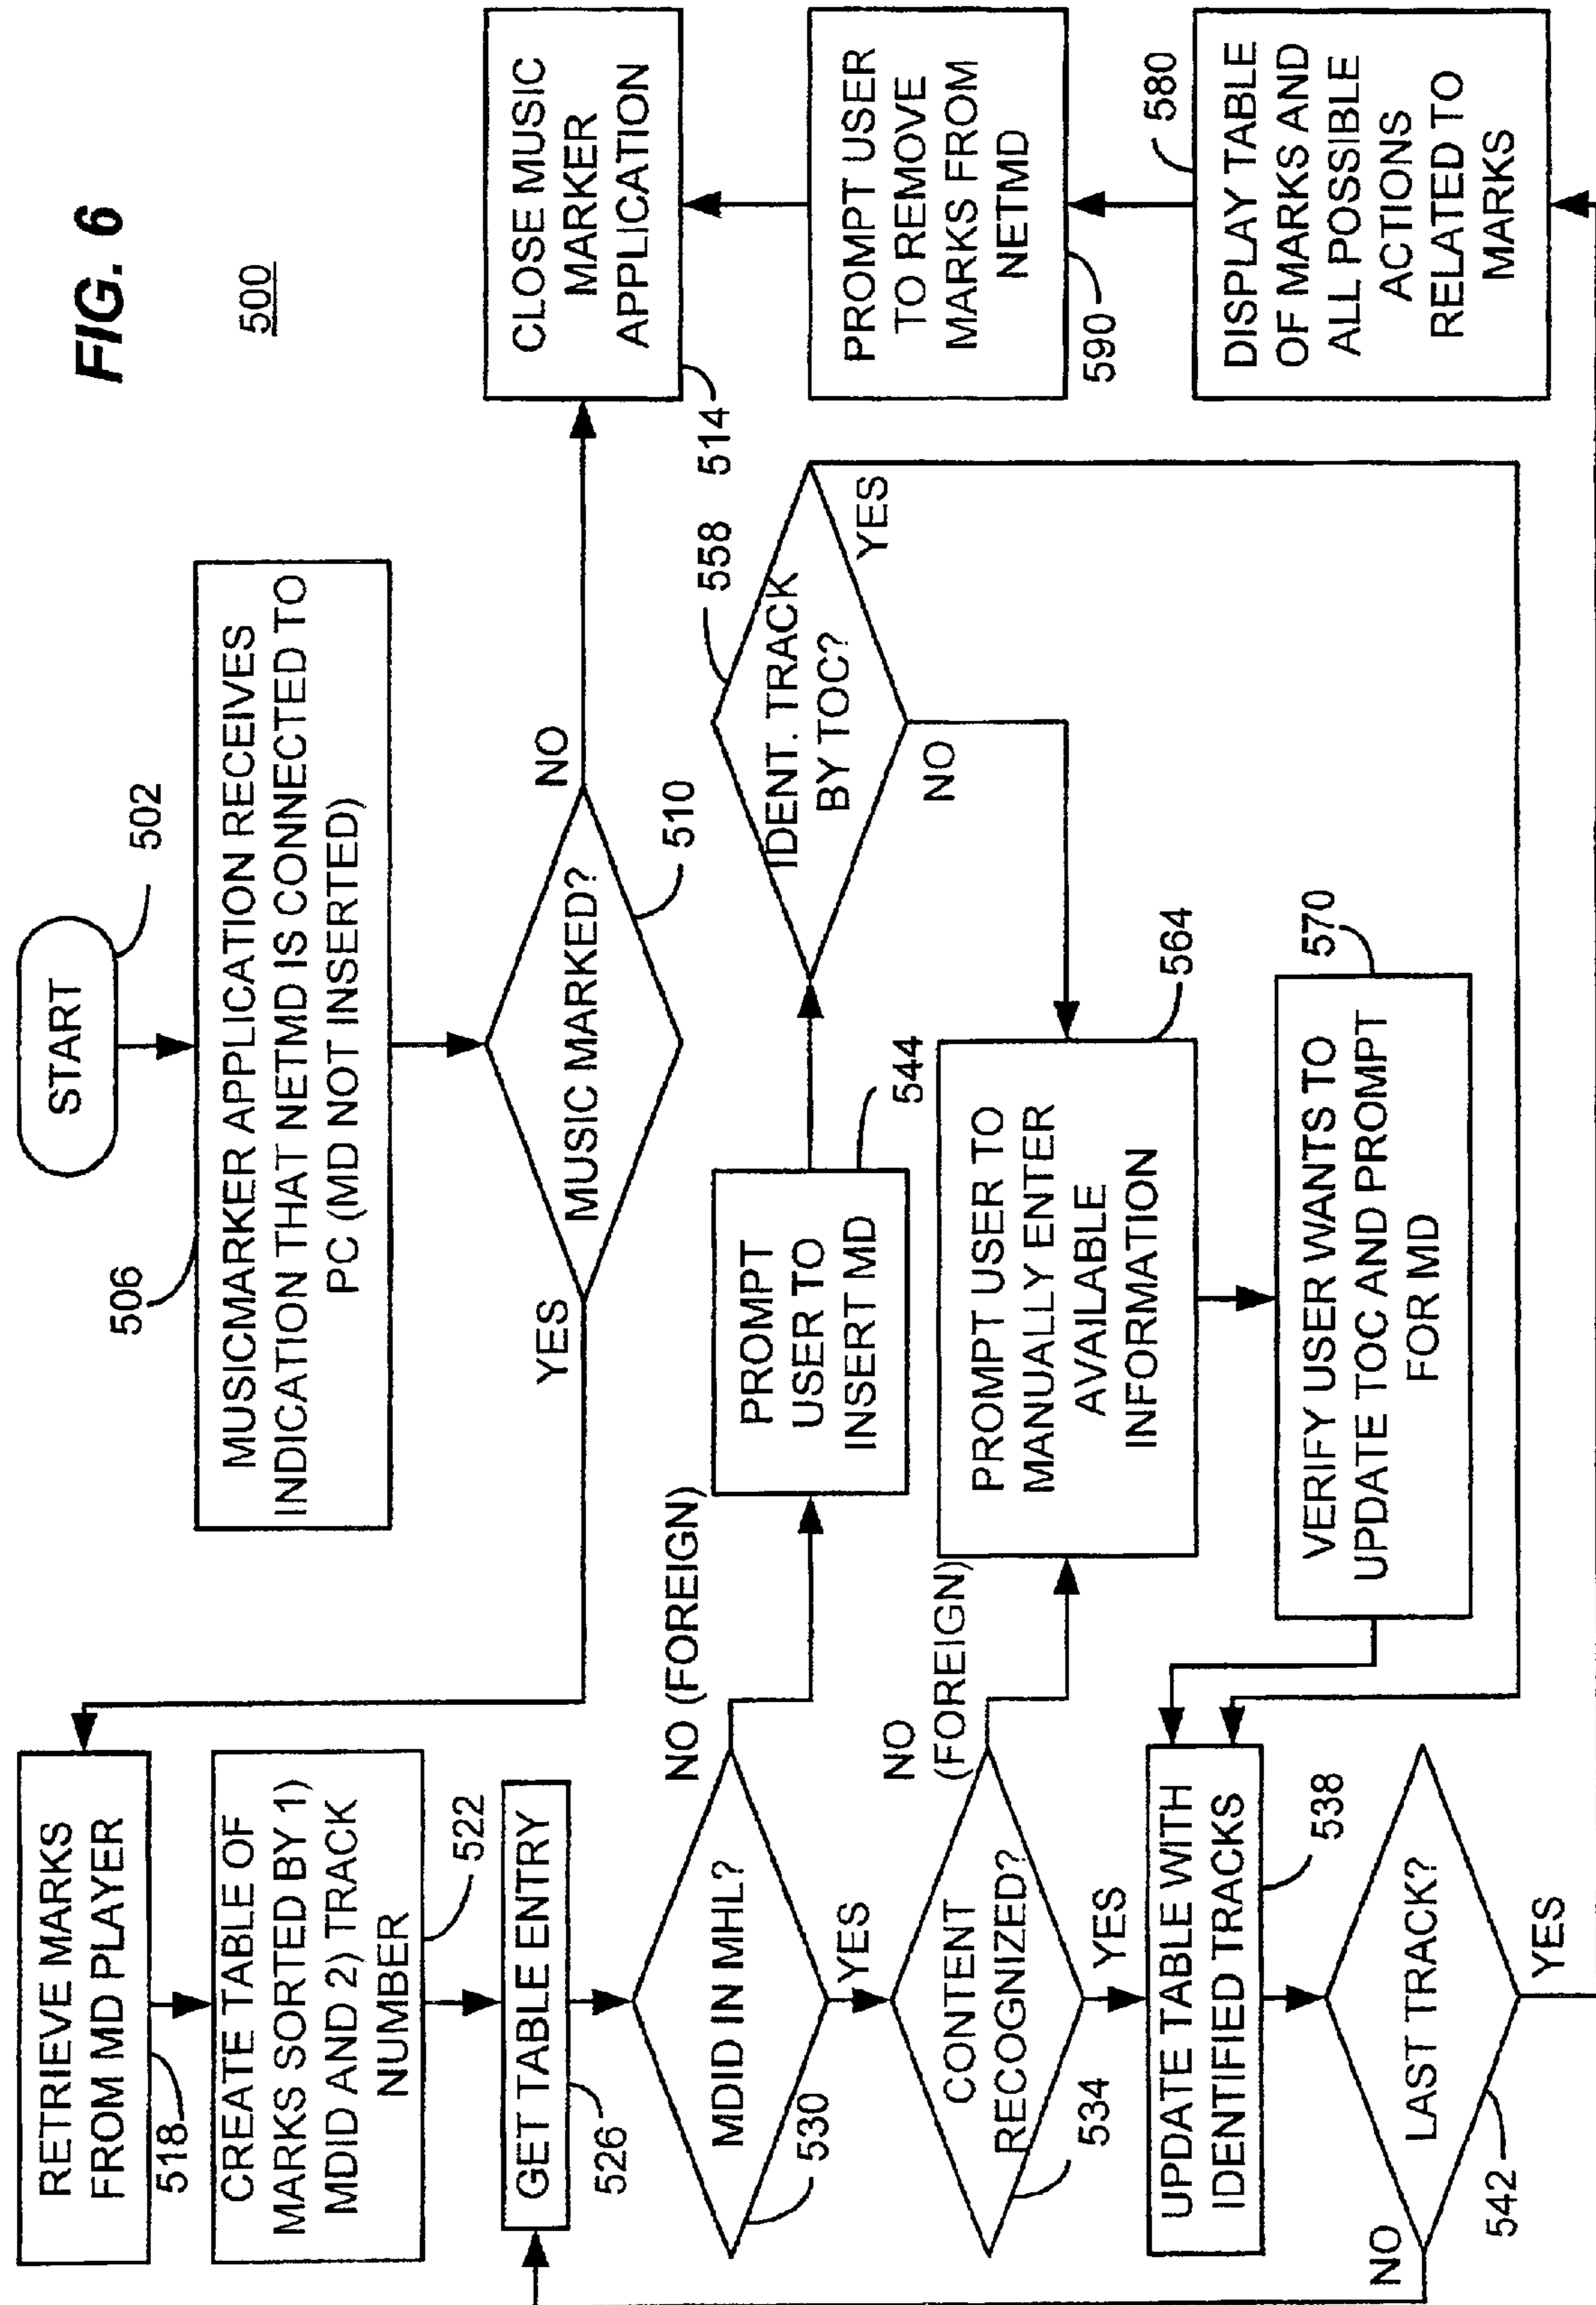 FIG. 6
500
START
502
506
MUSICMARKER APPLICATION RECEIVES
INDICATION THAT NETMD IS CONNECTED TO
PC (MD NOT INSERTED)
MUSIC MARKED?
510
NO
YES
CLOSE MUSIC
MARKER
APPLICATION
514
RETRIEVE MARKS
FROM MD PLAYER
518
CREATE TABLE OF
MARKS SORTED BY 1)
MDID AND 2) TRACK
NUMBER
522
GET TABLE ENTRY
526
MDID IN MHL?
530
NO (FOREIGN)
YES
PROMPT
USER TO
INSERT MD
544
IDENT. TRACK
BY TOC?
558
YES
NO
CONTENT
RECOGNIZED?
534
NO
(FOREIGN)
YES
PROMPT USER TO
MANUALLY ENTER
AVAILABLE
INFORMATION
564
VERIFY USER WANTS TO
UPDATE TOC AND PROMPT
FOR MD
570
UPDATE TABLE WITH
IDENTIFIED TRACKS
538
LAST TRACK?
542
NO
YES
DISPLAY TABLE
OF MARKS AND
ALL POSSIBLE
ACTIONS
RELATED TO
MARKS
580
PROMPT USER
TO REMOVE
MARKS FROM
NETMD
590